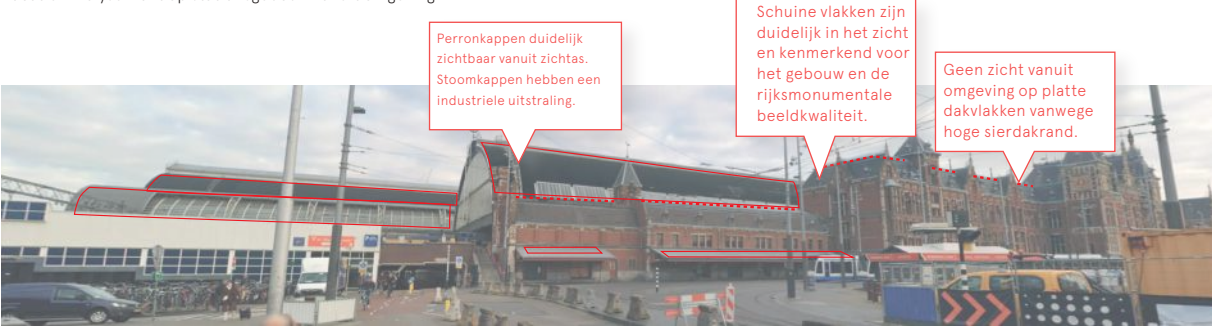 Perronkappen duidelijk
zichtbaar vanuit zichtas.
Stoomkappen hebben een
industriele uitstraling.
Schuine vlakken zijn
duidelijk in het zicht
en kenmerkend voor
het gebouw en de
rijksmonumentale
beeldkwaliteit.
Geen zicht vanuit
omgeving op platte
dakvlakken vanwege
hoge sierdakrand.